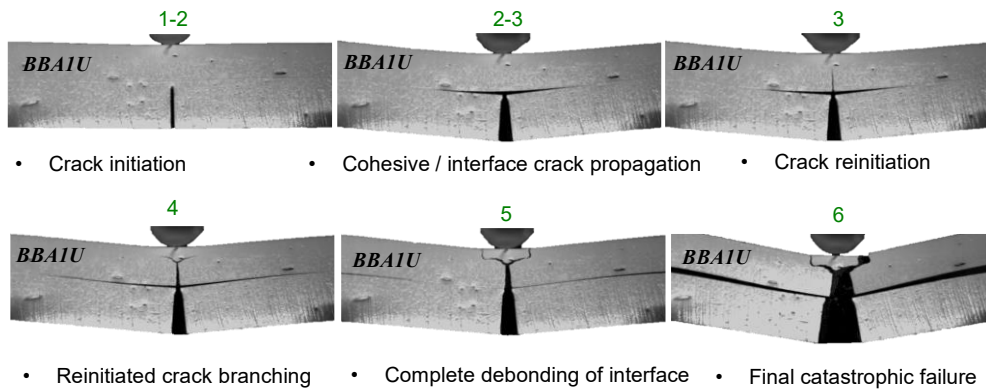 1-2
2-3
3
BBA1U
BBA1U
BBA1U
• Crack initiation
• Cohesive / interface crack propagation
• Crack reinitiation
4
5
6
BBA1U
BBA1U
BBA1U
• Reinitiated crack branching
• Complete debonding of interface
• Final catastrophic failure